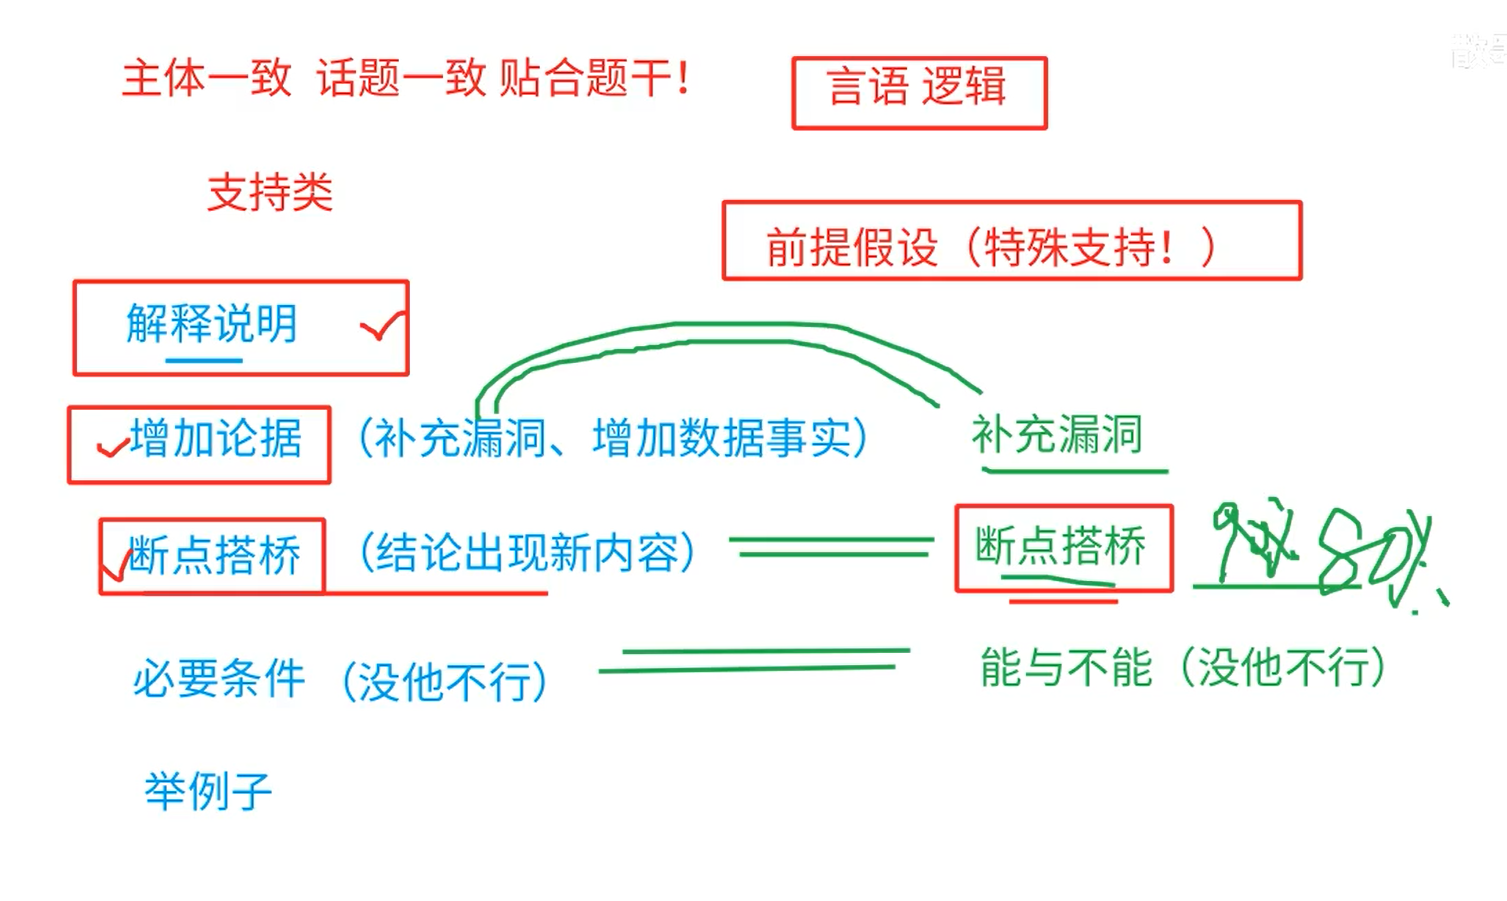 主体一致 话题一致 贴合题干！
言语 逻辑
支持类
前提假设（特殊支持！）
解释说明
增加论据（补充漏洞、增加数据事实）
补充漏洞
断点搭桥（结论出现新内容）
断点搭桥
必要条件（没他不行）
能与不能（没他不行）
举例子